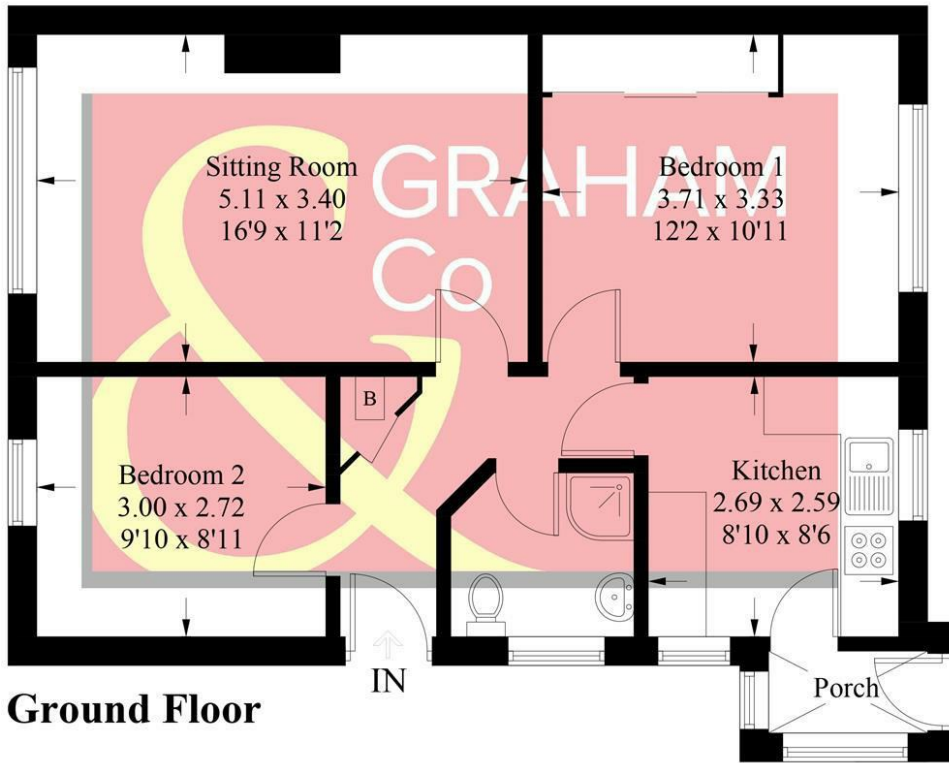 Sitting Room
5.11 x 3.40
16'9 x 11'2
Bedroom 1
3.71 x 3.33
12'2 x 10'11
&
GRAHAM
Co
B
Bedroom 2
3.00 x 2.72
9'10 x 8'11
Kitchen
2.69 x 2.59
8'10 x 8'6
IN
Porch
Ground Floor